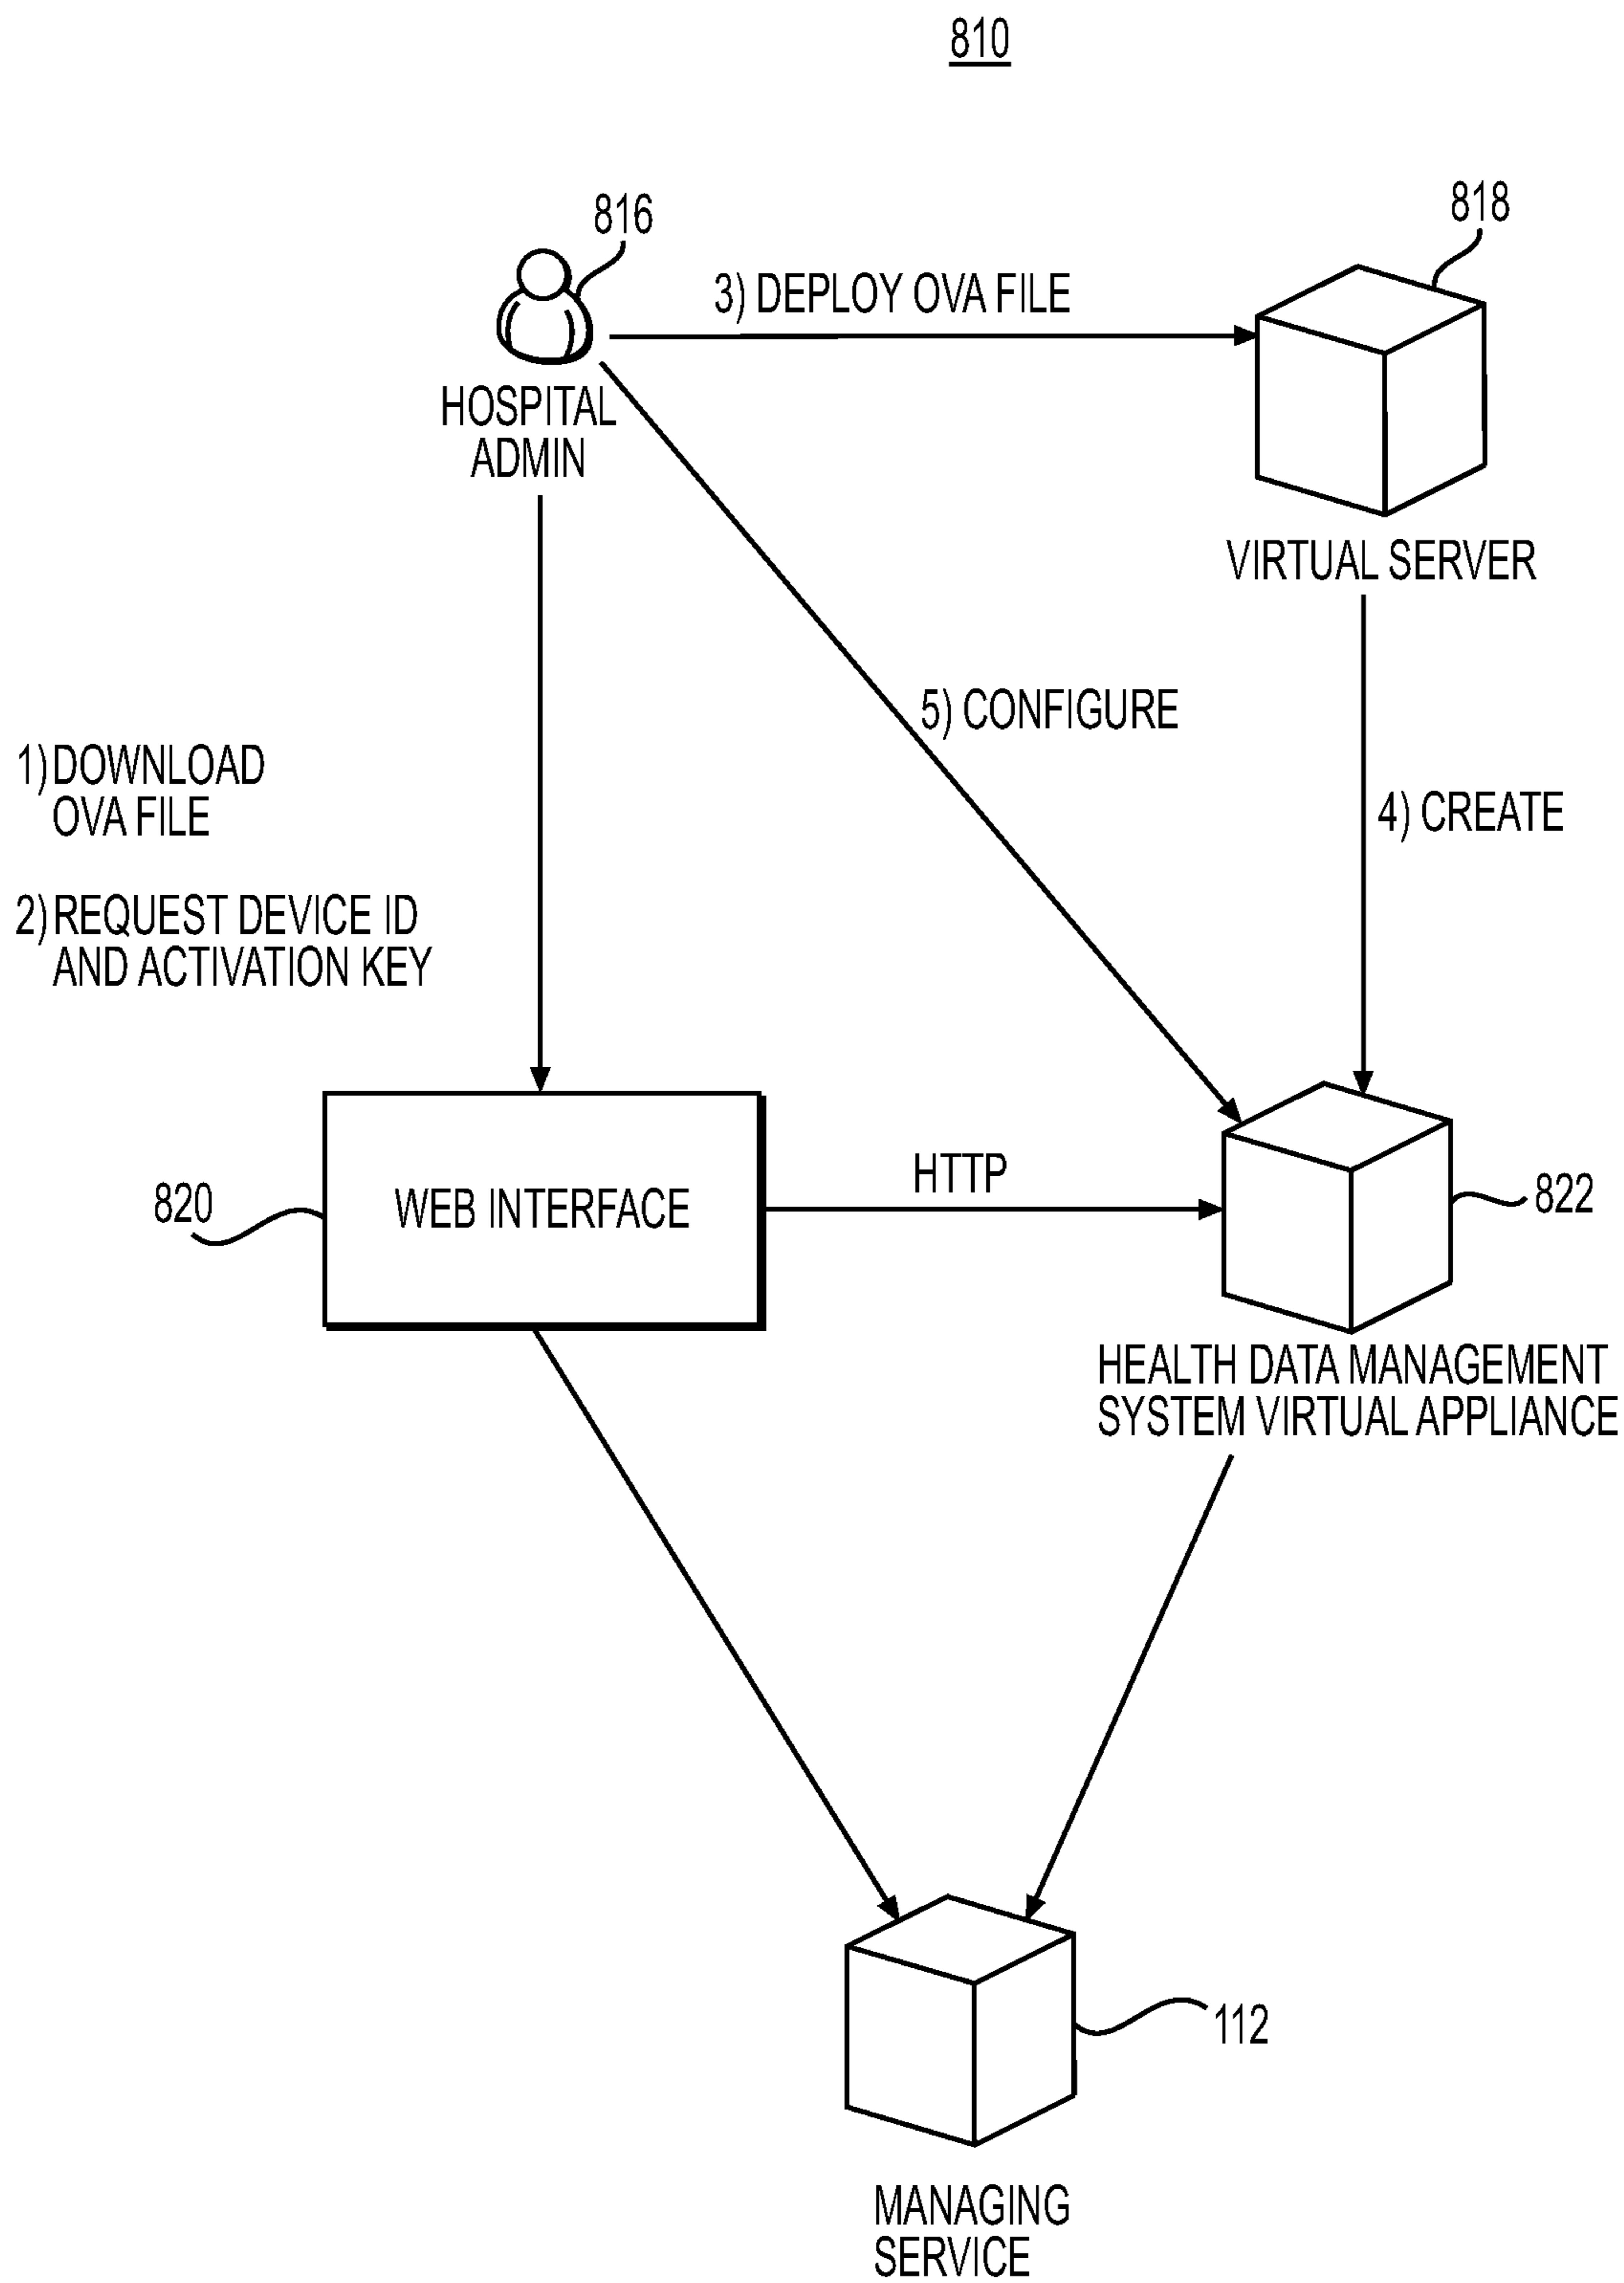 810
816
818
3) DEPLOY OVA FILE
HOSPITAL
ADMIN
VIRTUAL SERVER
5) CONFIGURE
1) DOWNLOAD
OVA FILE
4) CREATE
2) REQUEST DEVICE ID
AND ACTIVATION KEY
HTTP
820
WEB INTERFACE
822
HEALTH DATA MANAGEMENT
SYSTEM VIRTUAL APPLIANCE
112
MANAGING
SERVICE